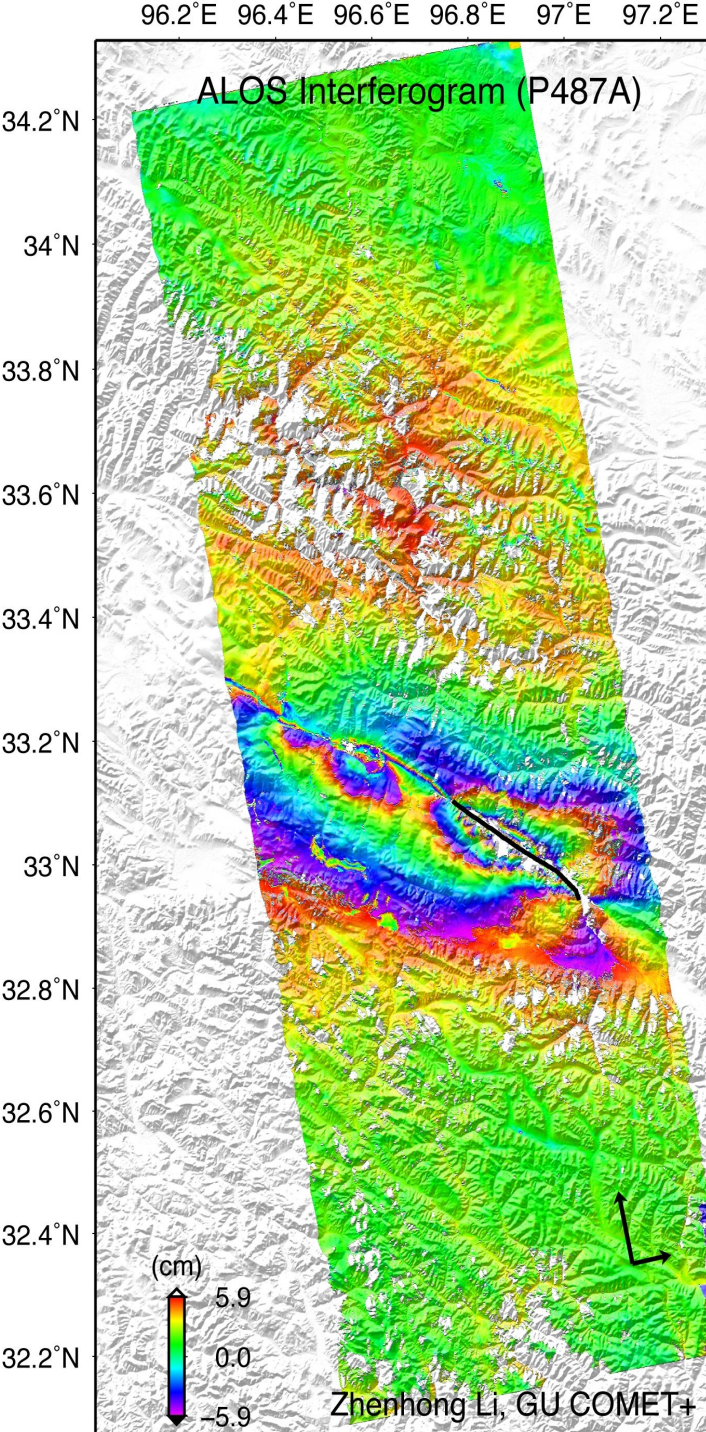 96.2˚E 96.4˚E 96.6˚E 96.8˚E 97˚E 97.2˚E
ALOS Interferogram (P487A)
34.2˚N
34˚N
33.8˚N
33.6˚N
33.4˚N
33.2˚N
33˚N
32.8˚N
32.6˚N
32.4˚N
(cm)
5.9
0.0
32.2˚N
−5.9
Zhenhong Li, GU COMET+